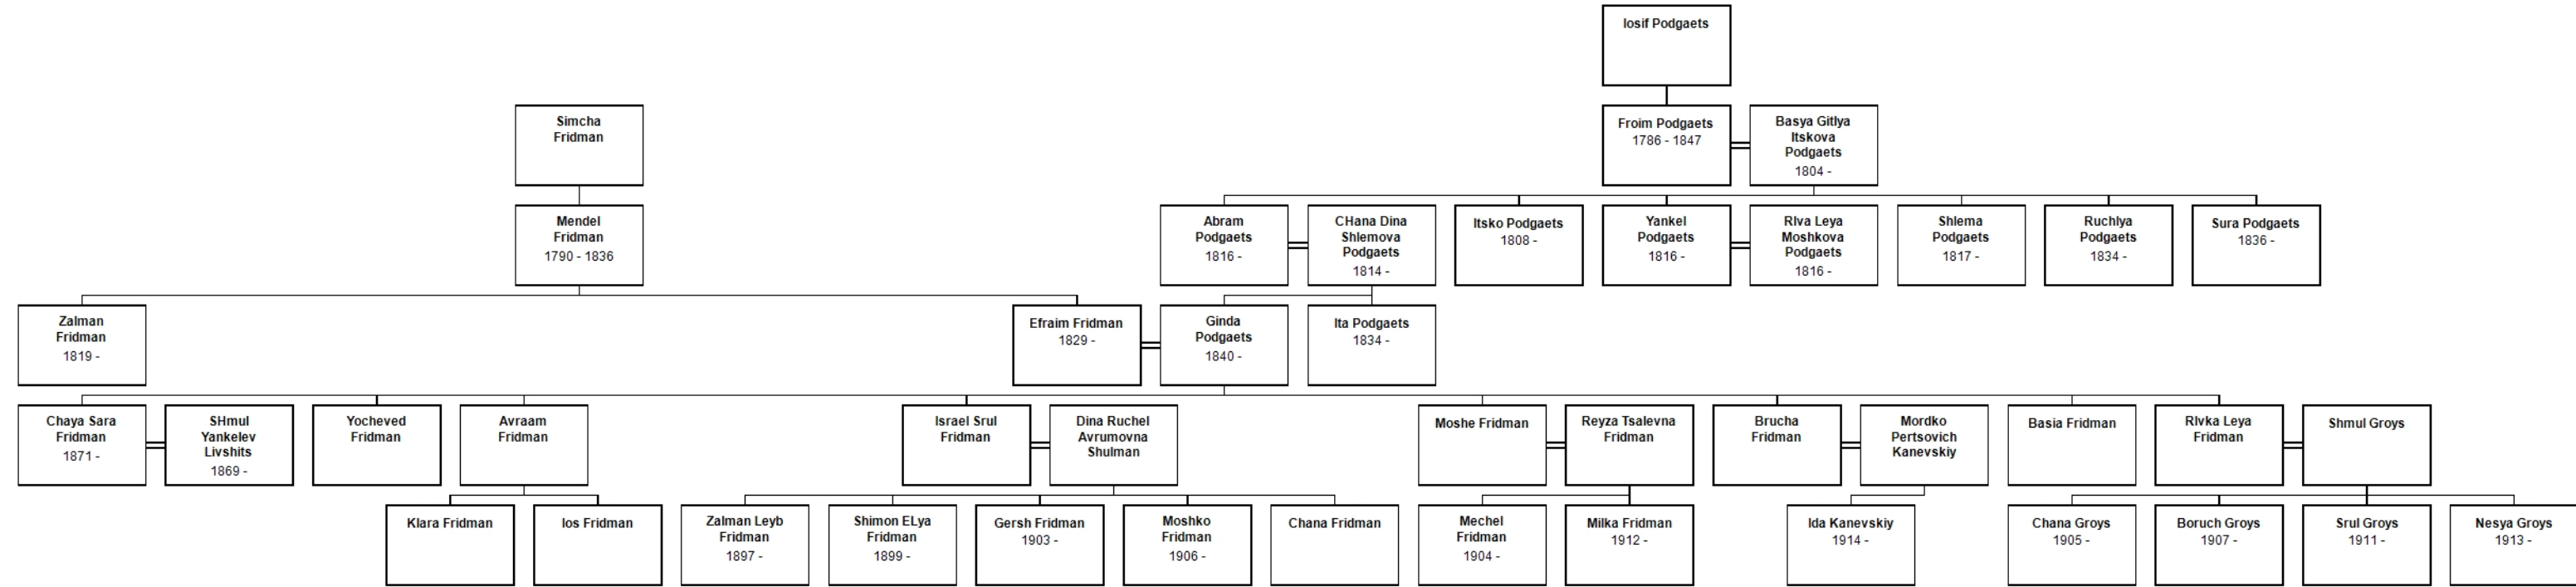 Iosif Podgaets
Simcha
Fridman
Froim Podgaets
1786 - 1847
Basya Gitlya
Itskova
Podgaets
1804 -
Mendel
Fridman
1790 - 1836
Abram
Podgaets
1816 -
CHana Dina
Shlemova
Podgaets
1814 -
Itsko Podgaets
1808 -
Yankel
Podgaets
1816 -
RIva Leya
Moshkova
Podgaets
1816 -
Shlema
Podgaets
1817 -
Ruchlya
Podgaets
1834 -
Sura Podgaets
1836 -
Zalman
Fridman
1819 -
Efraim Fridman
1829 -
Ginda
Podgaets
1840 -
Ita Podgaets
1834 -
Chaya Sara
Fridman
1871 -
SHmul
Yankelev
Livshits
1869 -
Yocheved
Fridman
Avraam
Fridman
Israel Srul
Fridman
Dina Ruchel
Avrumovna
Shulman
Moshe Fridman
Reyza Tsalevna
Fridman
Brucha
Fridman
Mordko
Pertsovich
Kanevskiy
Basia Fridman
RIvka Leya
Fridman
Shmul Groys
Klara Fridman
Ios Fridman
Zalman Leyb
Fridman
1897 -
Shimon ELya
Fridman
1899 -
Gersh Fridman
1903 -
Moshko
Fridman
1906 -
Chana Fridman
Mechel
Fridman
1904 -
Milka Fridman
1912 -
Ida Kanevskiy
1914 -
Chana Groys
1905 -
Boruch Groys
1907 -
Srul Groys
1911 -
Nesya Groys
1913 -